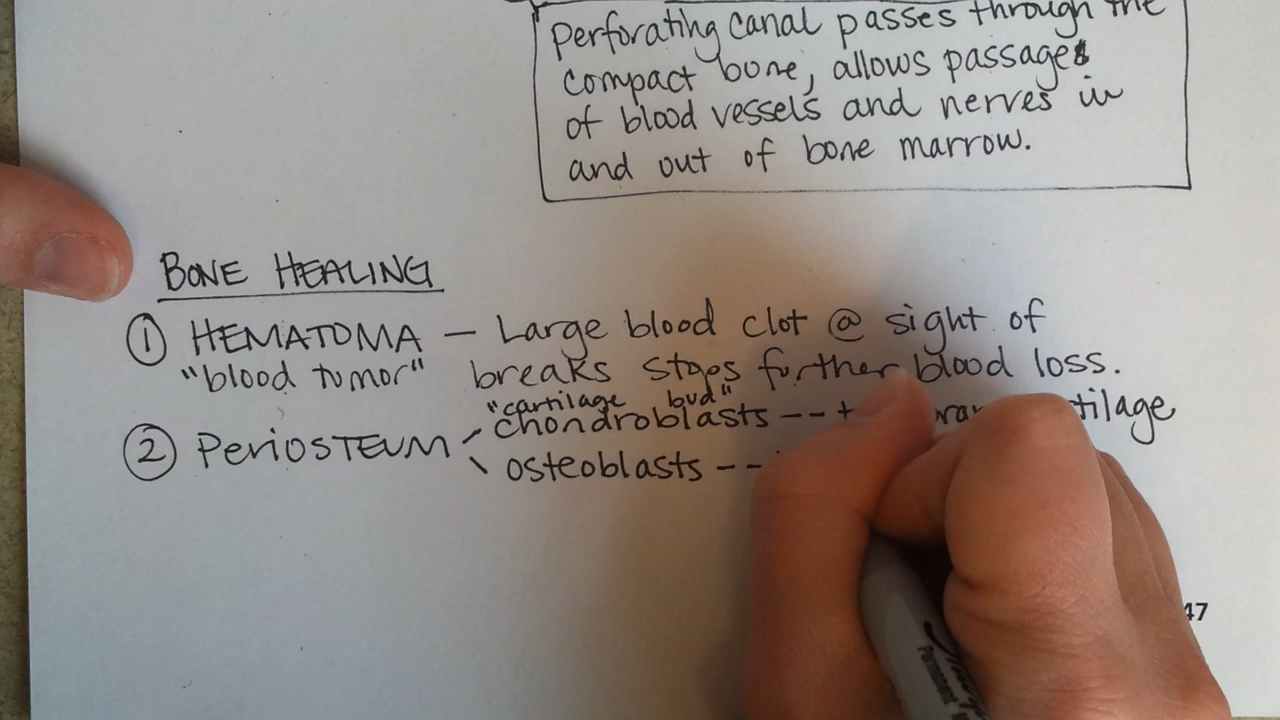 perforating canal passes through the
compact bone, allows passages
of blood vessels and nerves in
and out of bone marrow.
BONE HEALING
① HEMATOMA — Large blood clot @ sight of
"blood tumor" breaks stops further blood loss.
"cartilage bud"
② PERIOSTEUM chondroblasts --
osteoblasts --
47